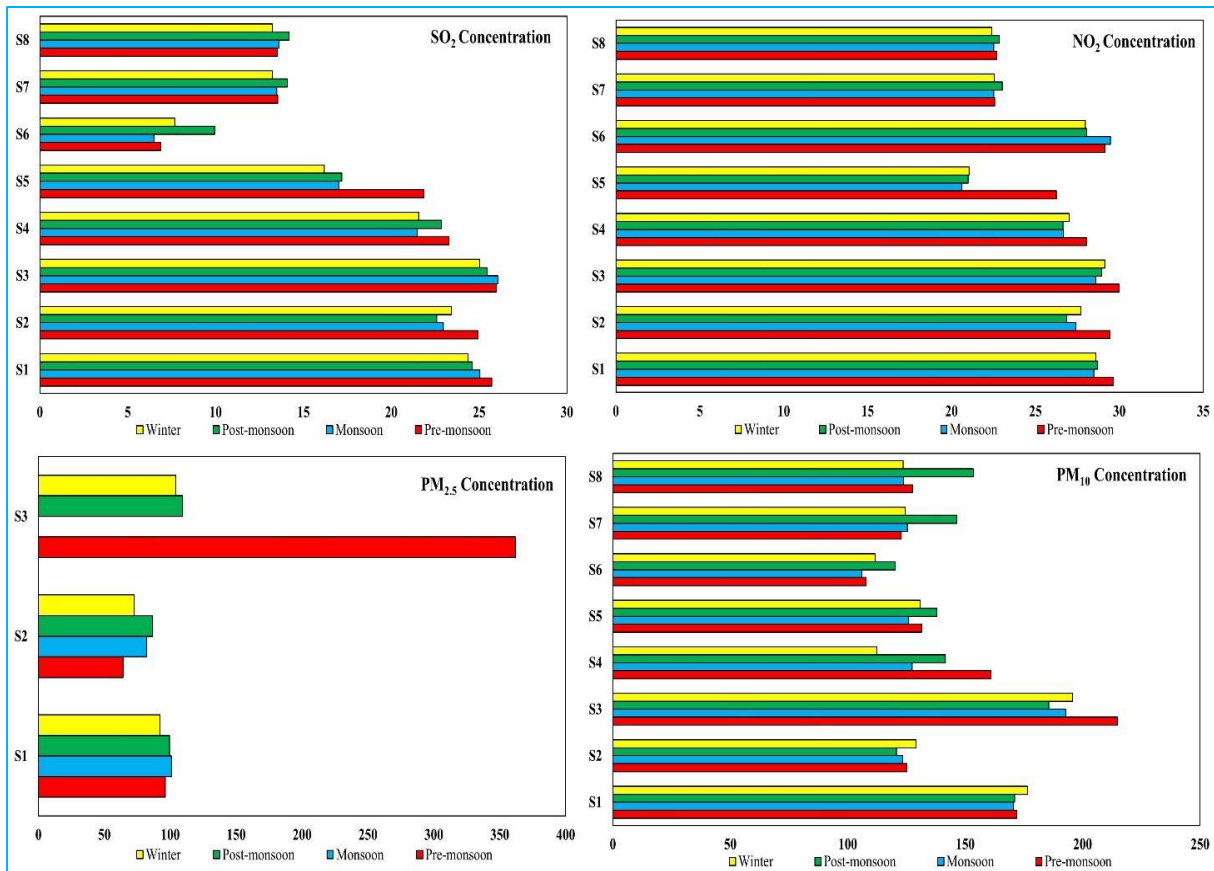 SO₂ Concentration
S8
S7
S6
S5
S4
S3
S2
S1
0 5 10 15 20 25 30
Winter Post-monsoon Monsoon Pre-monsoon
NO₂ Concentration
S8
S7
S6
S5
S4
S3
S2
S1
0 5 10 15 20 25 30 35
Winter Post-monsoon Monsoon Pre-monsoon
PM₂.₅ Concentration
S3
S2
S1
0 50 100 150 200 250 300 350 400
Winter Post-monsoon Monsoon Pre-monsoon
PM₁₀ Concentration
S8
S7
S6
S5
S4
S3
S2
S1
50 100 150 200 250
Winter Post-monsoon Monsoon Pre-monsoon